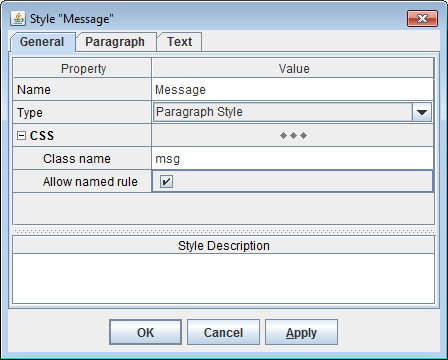 Style "Message"
General Paragraph Text
Property Value
Name Message
Type Paragraph Style
CSS
Class name msg
Allow named rule
Style Description
OK Cancel Apply